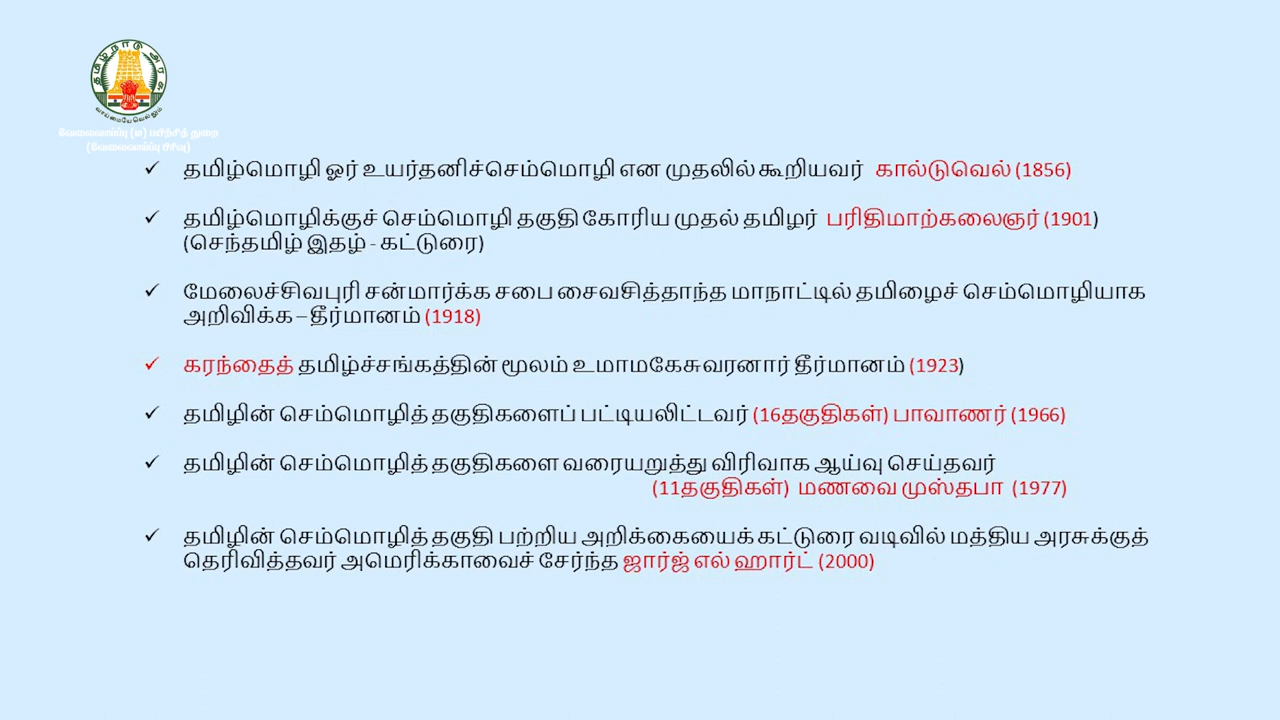 தமிழ்நாடு அரசு
வாய்மையே வெல்லும்
வேலைவாய்ப்பு (ம) பயிற்சித் துறை
(வேலைவாய்ப்பு பிரிவு)
✓ தமிழ்மொழி ஓர் உயர்தனிச்செம்மொழி என முதலில் கூறியவர் கால்டுவெல் (1856)
✓ தமிழ்மொழிக்குச் செம்மொழி தகுதி கோரிய முதல் தமிழர் பரிதிமாற்கலைஞர் (1901)
(செந்தமிழ் இதழ் - கட்டுரை)
✓ மேலைச்சிவபுரி சன்மார்க்க சபை சைவசித்தாந்த மாநாட்டில் தமிழைச் செம்மொழியாக
அறிவிக்க – தீர்மானம் (1918)
✓ கரந்தைத் தமிழ்ச்சங்கத்தின் மூலம் உமாமகேசுவரனார் தீர்மானம் (1923)
✓ தமிழின் செம்மொழித் தகுதிகளைப் பட்டியலிட்டவர் (16தகுதிகள்) பாவாணர் (1966)
✓ தமிழின் செம்மொழித் தகுதிகளை வரையறுத்து விரிவாக ஆய்வு செய்தவர்
(11தகுதிகள்) மணவை முஸ்தபா (1977)
✓ தமிழின் செம்மொழித் தகுதி பற்றிய அறிக்கையைக் கட்டுரை வடிவில் மத்திய அரசுக்குத்
தெரிவித்தவர் அமெரிக்காவைச் சேர்ந்த ஜார்ஜ் எல் ஹார்ட் (2000)